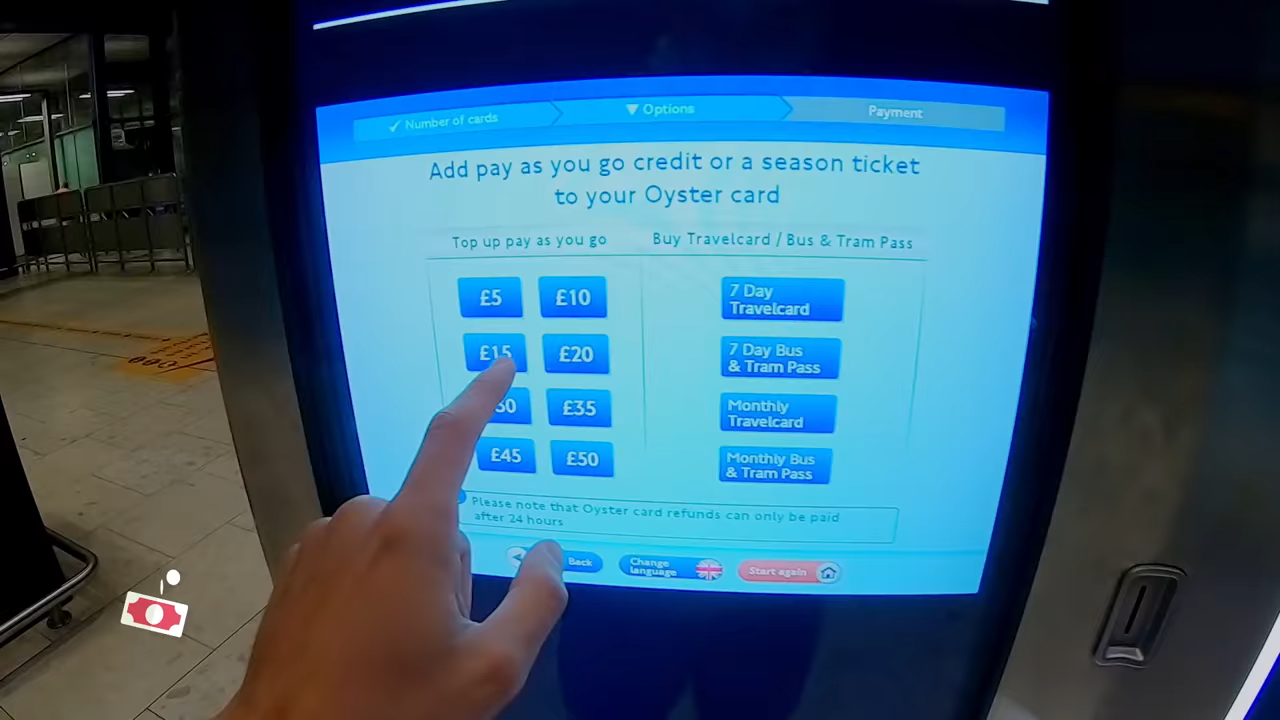 ✓ Number of cards
▼ Options
Payment
Add pay as you go credit or a season ticket
to your Oyster card
Top up pay as you go
Buy Travelcard / Bus & Tram Pass
£5
£10
7 Day
Travelcard
£15
£20
7 Day Bus
& Tram Pass
£35
Monthly
Travelcard
£45
£50
Monthly Bus
& Tram Pass
Please note that Oyster card refunds can only be paid
after 24 hours
Back
Change
language
Start again